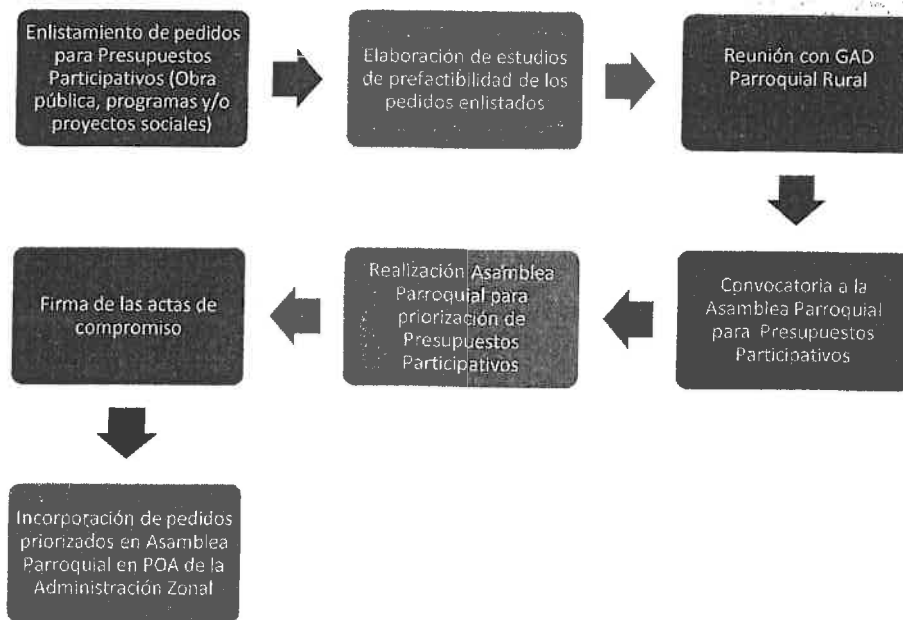 Enlistamiento de pedidos
para Presupuestos
Participativos (Obra
pública, programas y/o
proyectos sociales)
Elaboración de estudios
de prefactibilidad de los
pedidos enlistados
Reunión con GAD
Parroquial Rural
Convocatoria a la
Asamblea Parroquial
para Presupuestos
Participativos
Realización Asamblea
Parroquial para
priorización de
Presupuestos
Participativos
Firma de las actas de
compromiso
Incorporación de pedidos
priorizados en Asamblea
Parroquial en POA de la
Administración Zonal